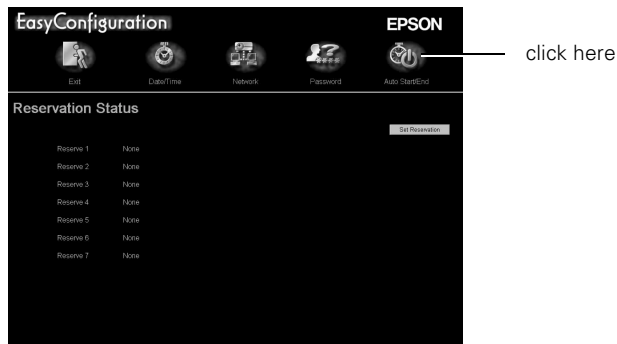 EasyConfiguration EPSON
Exit Date/Time Network Password Auto Start/End
click here
Reservation Status
Set Reservation
Reserve 1 None
Reserve 2 None
Reserve 3 None
Reserve 4 None
Reserve 5 None
Reserve 6 None
Reserve 7 None